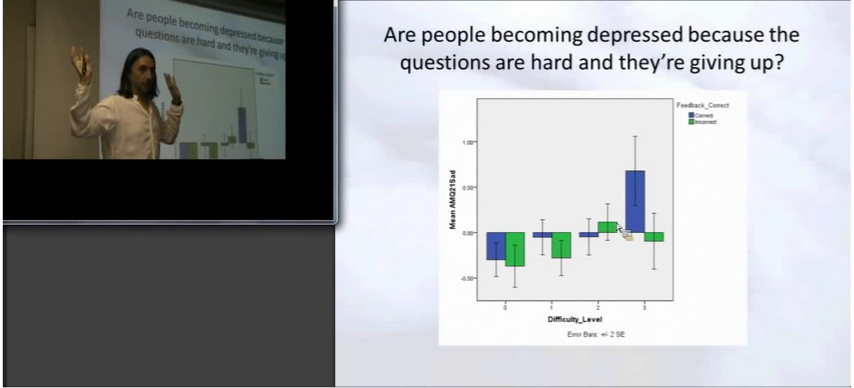 Are people becoming depressed because
questions are hard and they're giving up
Are people becoming depressed because the
questions are hard and they're giving up?
Feedback_Correct
Correct
Incorrect
Mean AMQ21Sad
1.00
0.50
0.00
-0.50
0
1
2
3
Difficulty_Level
Error Bars: +/- 2 SE